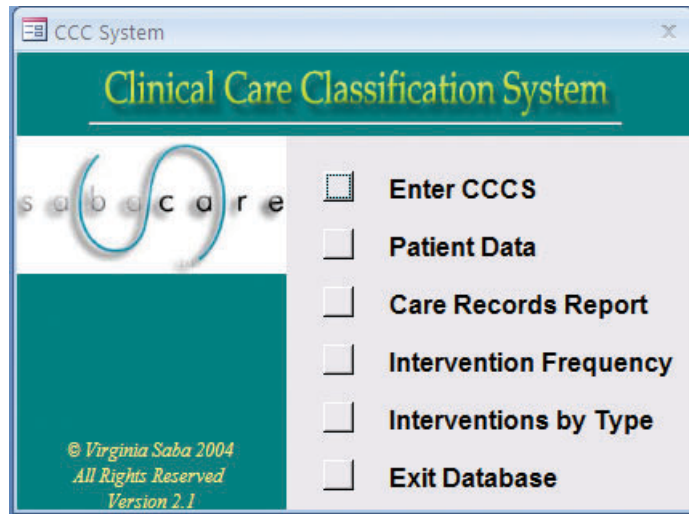 CCC System
Clinical Care Classification System
sabacare
Enter CCCS
Patient Data
Care Records Report
Intervention Frequency
Interventions by Type
Exit Database
© Virginia Saba 2004
All Rights Reserved
Version 2.1